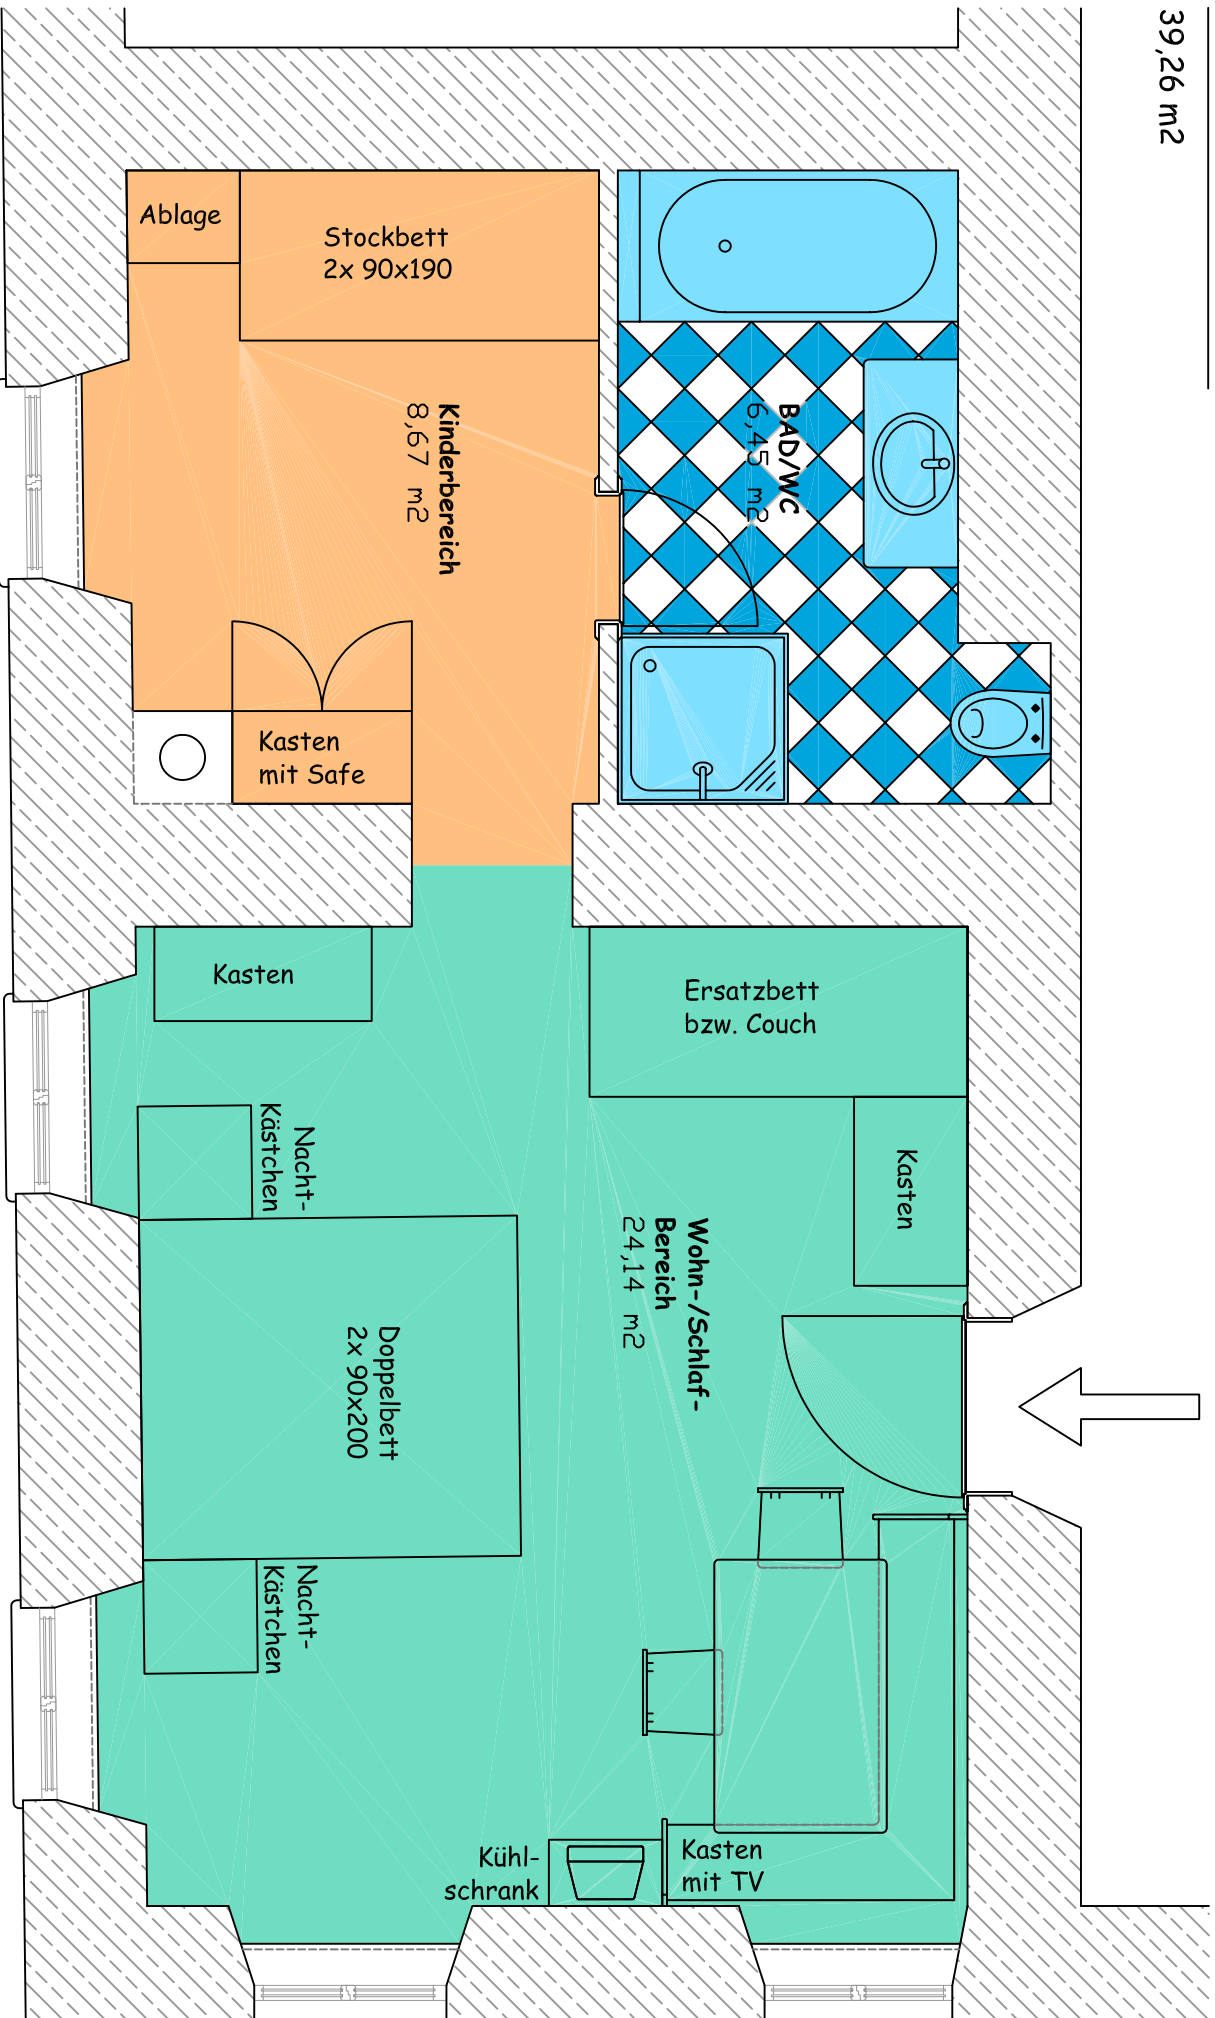 39,26 m2
Ablage
Stockbett
2x 90x190
Kinderbereich
8,67 m2
BAD/WC
6,45 m2
Kasten
mit Safe
Kasten
Ersatzbett
bzw. Couch
Nacht-
Kästchen
Kasten
Wohn-/Schlaf-
Bereich
24,14 m2
Doppelbett
2x 90x200
Nacht-
Kästchen
Kühl-
schrank
Kasten
mit TV